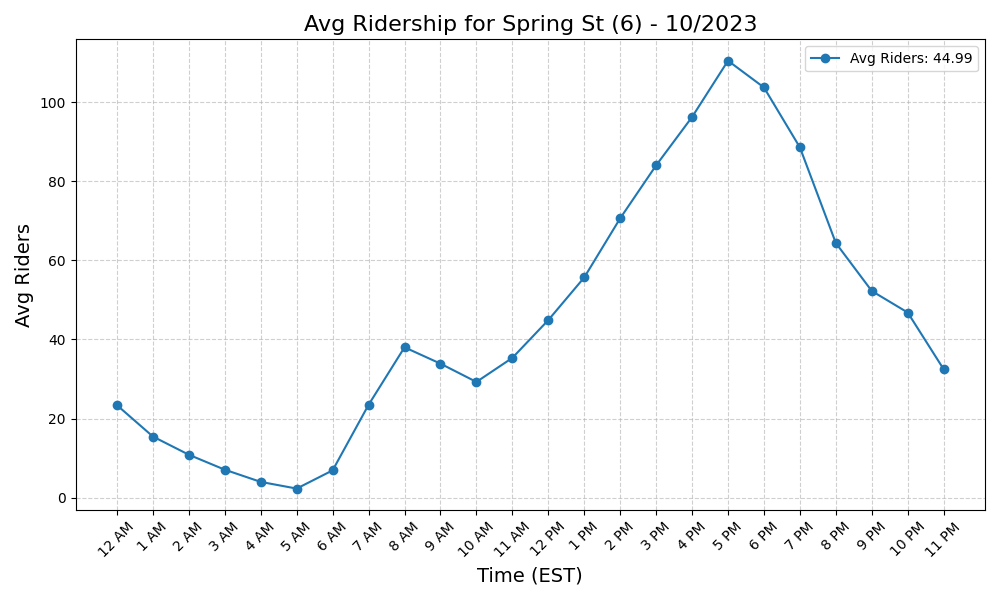 Avg Ridership for Spring St (6) - 10/2023
Avg Riders: 44.99
Avg Riders
100
80
60
40
20
0
12 AM
1 AM
2 AM
3 AM
4 AM
5 AM
6 AM
7 AM
8 AM
9 AM
10 AM
11 AM
12 PM
1 PM
2 PM
3 PM
4 PM
5 PM
6 PM
7 PM
8 PM
9 PM
10 PM
11 PM
Time (EST)